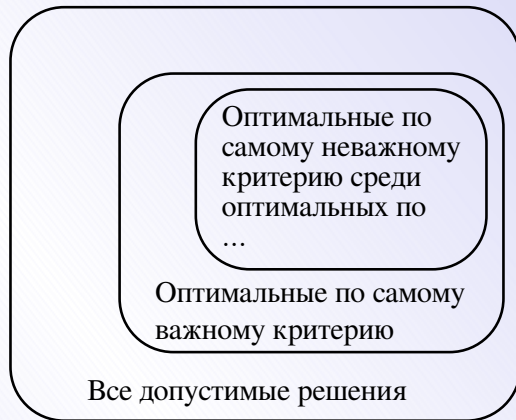 Оптимальные по
самому неважному
критерию среди
оптимальных по
...
Оптимальные по самому
важному критерию
Все допустимые решения